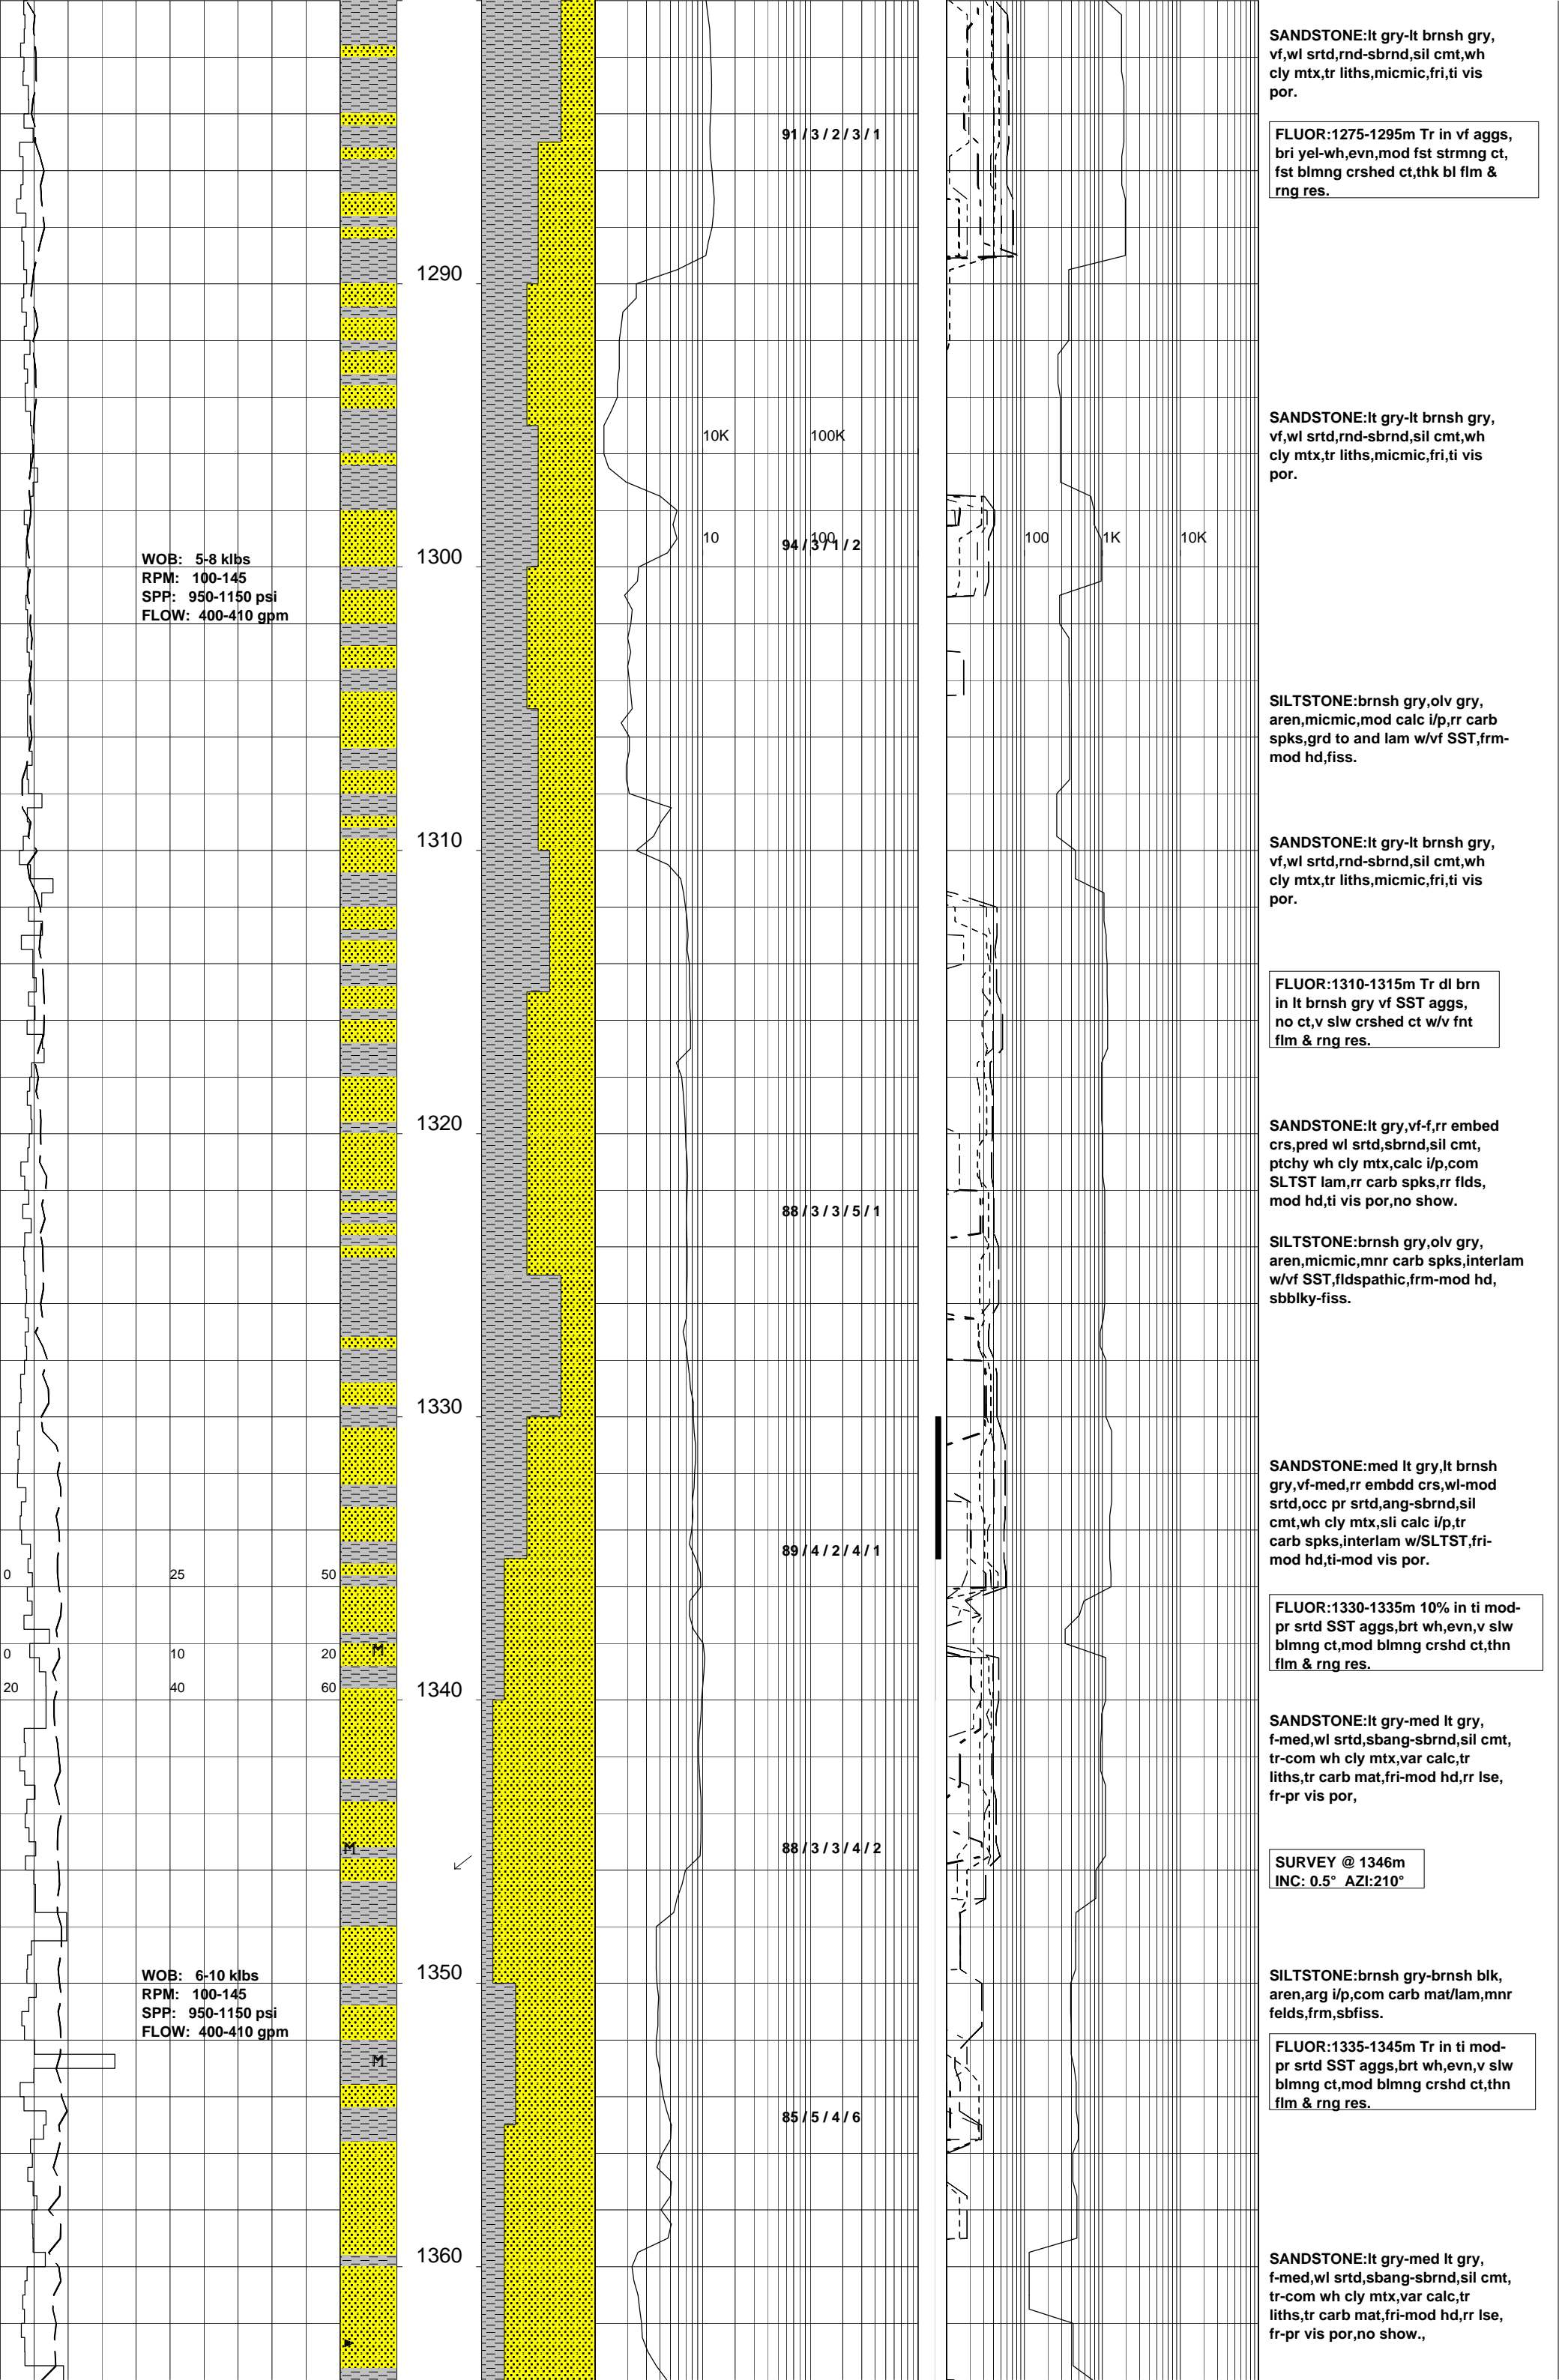 SANDSTONE:lt gry-lt brnsh gry,
vf,wl srtd,rnd-sbrnd,sil cmt,wh
cly mtx,tr liths,micmic,fri,ti vis
por.
91 / 3 / 2 / 3 / 1
FLUOR:1275-1295m Tr in vf aggs,
bri yel-wh,evn,mod fst strmng ct,
fst blmng crshed ct,thk bl flm &
rng res.
1290
10K 100K
SANDSTONE:lt gry-lt brnsh gry,
vf,wl srtd,rnd-sbrnd,sil cmt,wh
cly mtx,tr liths,micmic,fri,ti vis
por.
10 100 100 1K 10K
94 / 3 / 1 / 2
1300
WOB: 5-8 klbs
RPM: 100-145
SPP: 950-1150 psi
FLOW: 400-410 gpm
SILTSTONE:brnsh gry,olv gry,
aren,micmic,mod calc i/p,rr carb
spks,grd to and lam w/vf SST,frm-
mod hd,fiss.
1310
SANDSTONE:lt gry-lt brnsh gry,
vf,wl srtd,rnd-sbrnd,sil cmt,wh
cly mtx,tr liths,micmic,fri,ti vis
por.
FLUOR:1310-1315m Tr dl brn
in lt brnsh gry vf SST aggs,
no ct,v slw crshed ct w/v fnt
flm & rng res.
1320
SANDSTONE:lt gry,vf-f,rr embed
crs,pred wl srtd,sbrnd,sil cmt,
ptchy wh cly mtx,calc i/p,com
SLTST lam,rr carb spks,rr flds,
mod hd,ti vis por,no show.
88 / 3 / 3 / 5 / 1
SILTSTONE:brnsh gry,olv gry,
aren,micmic,mnr carb spks,interlam
w/vf SST,fldspathic,frm-mod hd,
sbblky-fiss.
1330
SANDSTONE:med lt gry,lt brnsh
gry,vf-med,rr embdd crs,wl-mod
srtd,occ pr srtd,ang-sbrnd,sil
cmt,wh cly mtx,sli calc i/p,tr
carb spks,interlam w/SLTST,fri-
mod hd,ti-mod vis por.
89 / 4 / 2 / 4 / 1
0 25 50
FLUOR:1330-1335m 10% in ti mod-
pr srtd SST aggs,brt wh,evn,v slw
blmng ct,mod blmng crshd ct,thn
flm & rng res.
0 10 20
M
20 40 60
1340
SANDSTONE:lt gry-med lt gry,
f-med,wl srtd,sbang-sbrnd,sil cmt,
tr-com wh cly mtx,var calc,tr
liths,tr carb mat,fri-mod hd,rr lse,
fr-pr vis por,
M
88 / 3 / 3 / 4 / 2
SURVEY @ 1346m
INC: 0.5° AZI:210°
1350
WOB: 6-10 klbs
RPM: 100-145
SPP: 950-1150 psi
FLOW: 400-410 gpm
SILTSTONE:brnsh gry-brnsh blk,
aren,arg i/p,com carb mat/lam,mnr
felds,frm,sbfiss.
M
FLUOR:1335-1345m Tr in ti mod-
pr srtd SST aggs,brt wh,evn,v slw
blmng ct,mod blmng crshd ct,thn
flm & rng res.
85 / 5 / 4 / 6
1360
SANDSTONE:lt gry-med lt gry,
f-med,wl srtd,sbang-sbrnd,sil cmt,
tr-com wh cly mtx,var calc,tr
liths,tr carb mat,fri-mod hd,rr lse,
fr-pr vis por,no show.,